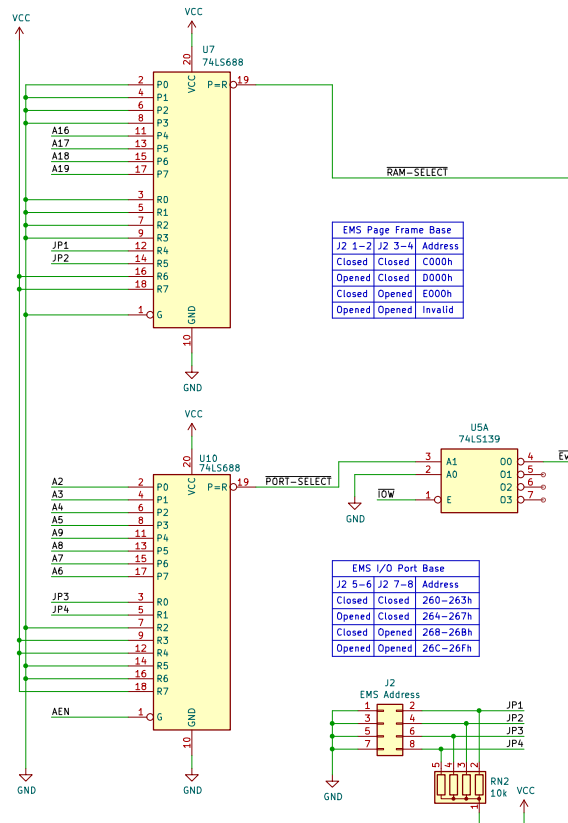 VCC
VCC
U7
74LS688
20
VCC
2 P0 P=R 19
4 P1
6 P2
8 P3
A16 11 P4
A17 13 P5
A18 15 P6
A19 17 P7
RAM-SELECT
3 R0
5 R1
7 R2
9 R3
JP1 12 R4
JP2 14 R5
16 R6
18 R7
1 G
GND
10
GND
EMS Page Frame Base
J2 1-2 J2 3-4 Address
Closed Closed C000h
Opened Closed D000h
Closed Opened E000h
Opened Opened Invalid
VCC
U10
74LS688
20
VCC
A2 2 P0 P=R 19 PORT-SELECT
A3 4 P1
A4 6 P2
A5 8 P3
A9 11 P4
A8 13 P5
A7 15 P6
A6 17 P7
JP3 3 R0
JP4 5 R1
7 R2
9 R3
12 R4
14 R5
16 R6
18 R7
AEN 1 G
GND
10
GND
GND
U5A
74LS139
3 A1 O0 4
2 A0 O1 5
O2 6
IOW 1 E O3 7
GND
EMS I/O Port Base
J2 5-6 J2 7-8 Address
Closed Closed 260-263h
Closed Opened 264-267h
Closed Opened 268-26Bh
Opened Opened 26C-26Fh
J2
EMS Address
1 2 JP1
3 4 JP2
5 6 JP3
7 8 JP4
GND
5 4 3 2
RN2
10k
1
VCC